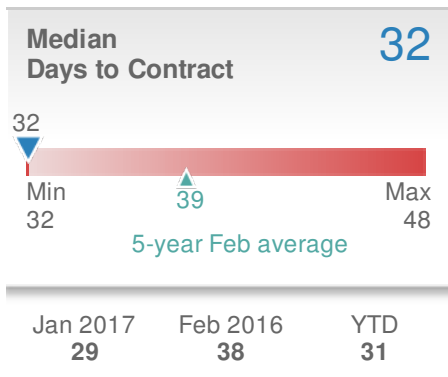 Median
Days to Contract
32
32
Min
32
39
Max
48
5-year Feb average
Jan 2017 Feb 2016 YTD
29 38 31